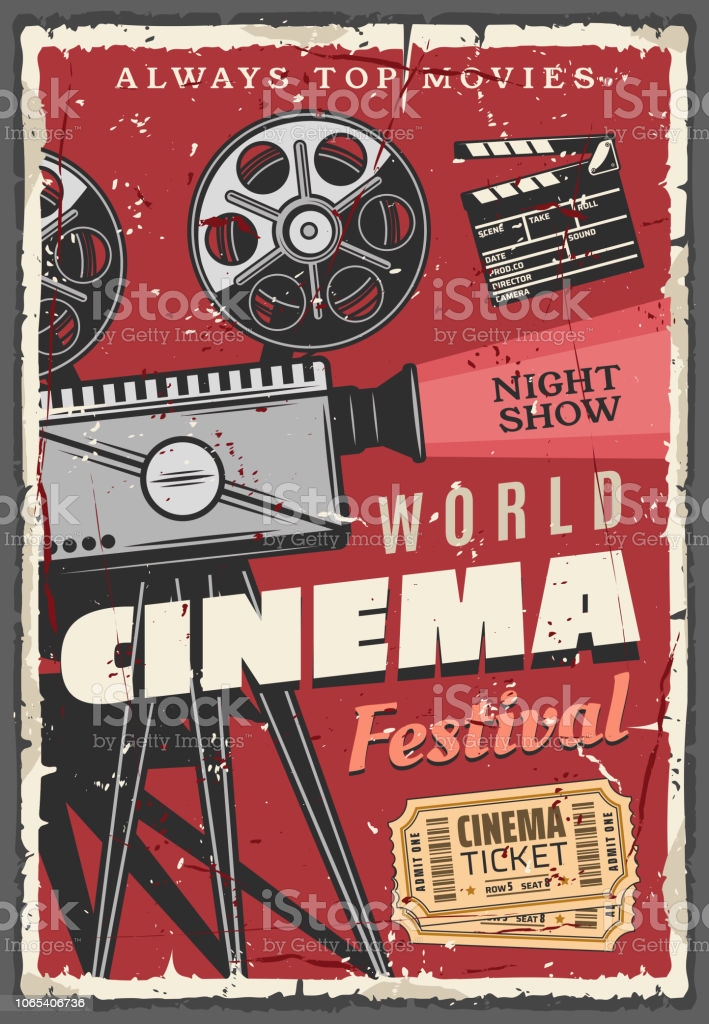 ALWAYS TOP MOVIES
SCENE TAKE ROLL
DATE SOUND
PROD.CO
DIRECTOR
CAMERA
NIGHT
SHOW
WORLD
CINEMA
Festival
ADMIT ONE
CINEMA
TICKET
ROW 5 SEAT 8
ADMIT ONE
ROW 5 SEAT 8
iStock
by Getty Images
1065406736